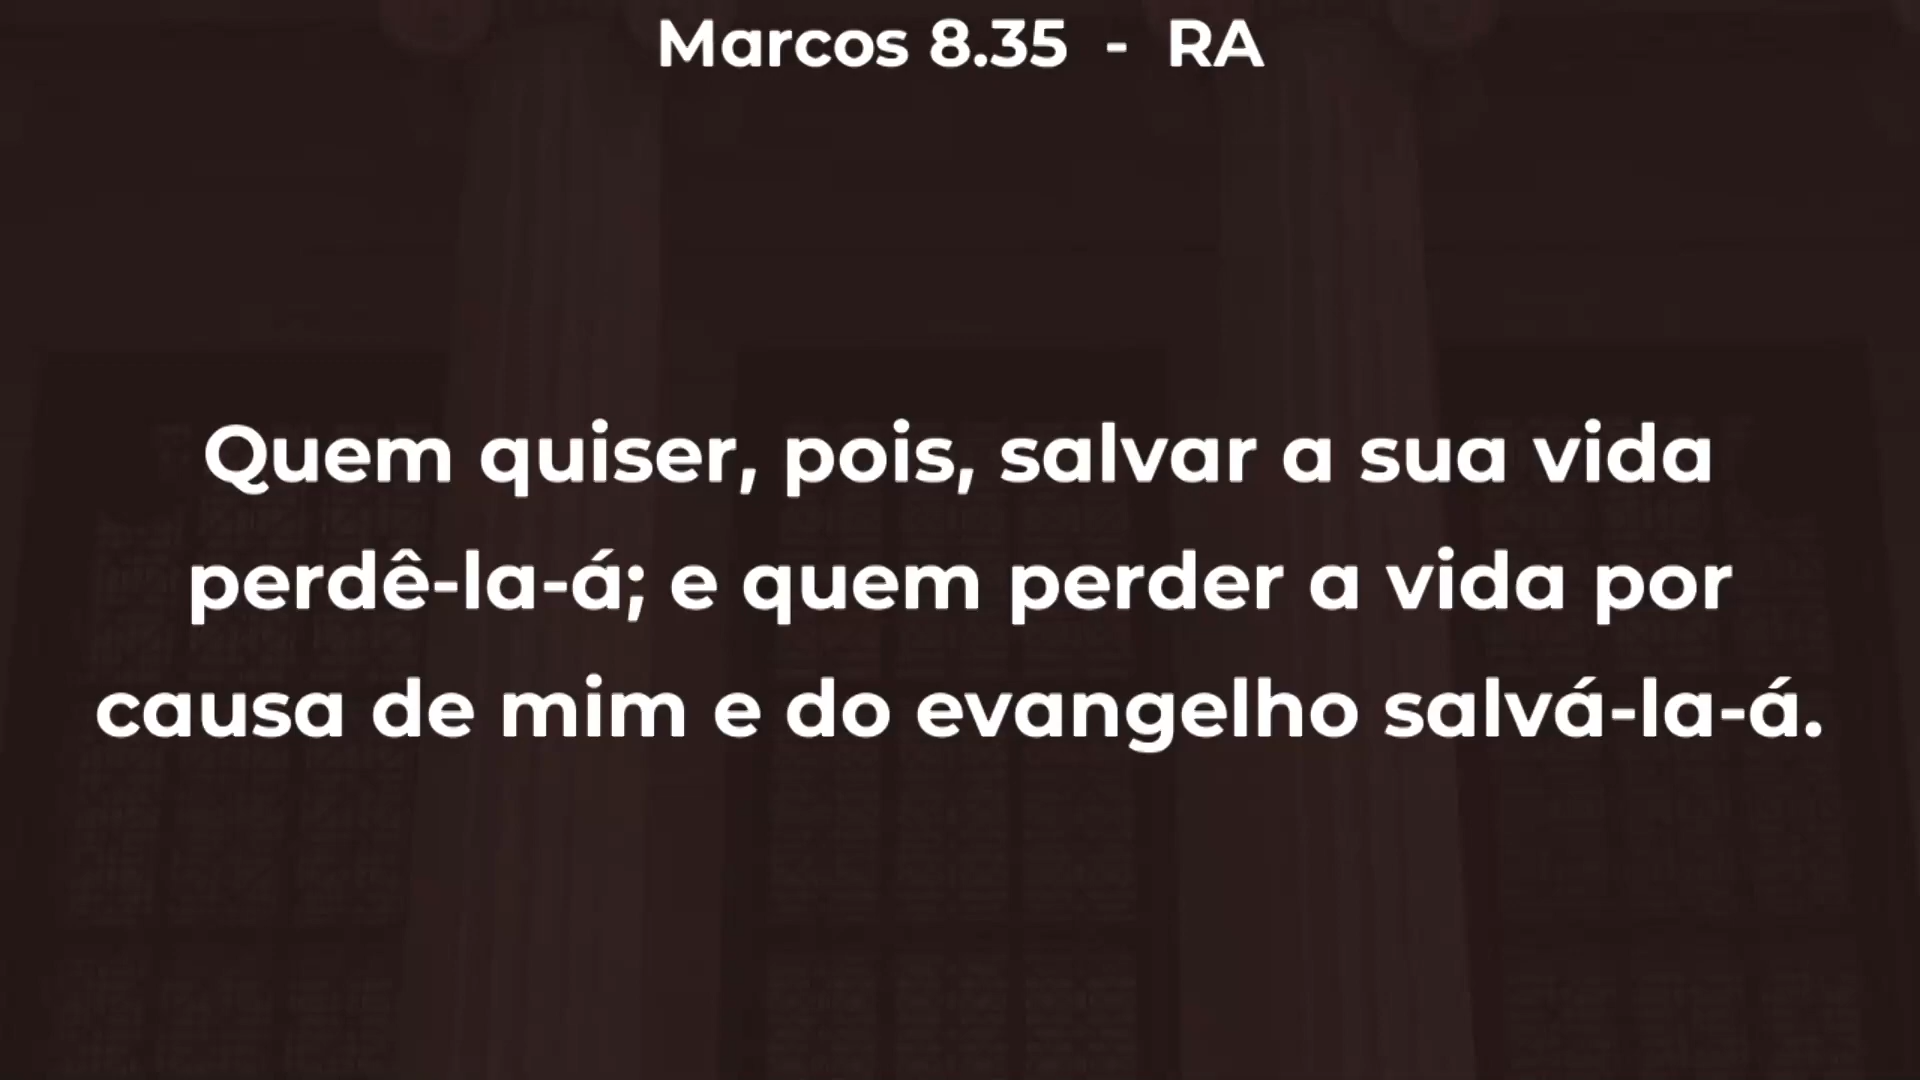 Marcos 8.35 - RA
Quem quiser, pois, salvar a sua vida
perdê-la-á; e quem perder a vida por
causa de mim e do evangelho salvá-la-á.